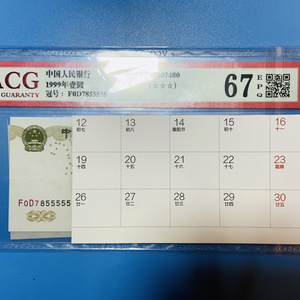 ACG
GUARANTY
中国人民银行
1999年壹圆
冠号: F0D7855555
7480
(☆☆☆)
67 EPQ
中
F0D7855555
12 13 14 15 16
初七 初八 重阳节 初十
19 20 21 22 23
十四 十五 十六 十七 霜降
26 27 28 29 30
廿一 廿二 廿三 廿四 廿五